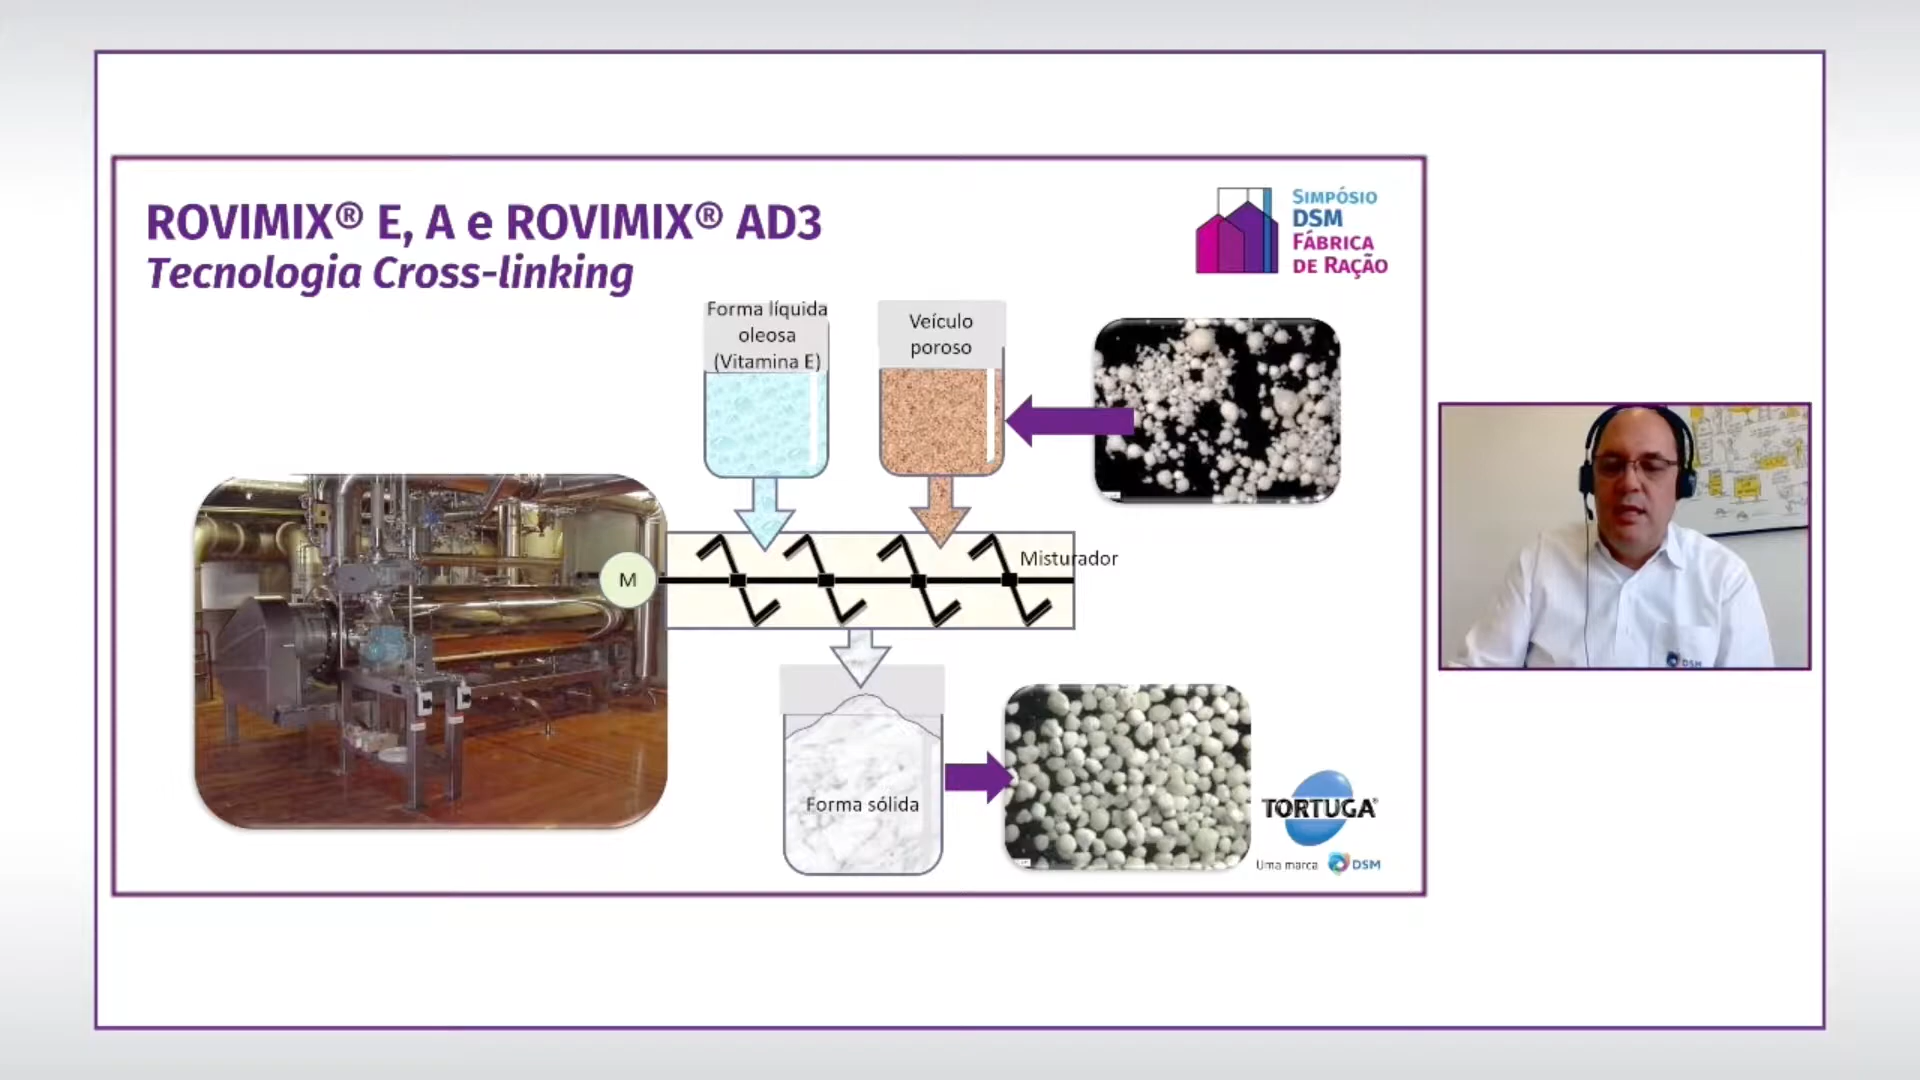 ROVIMIX® E, A e ROVIMIX® AD3
Tecnologia Cross-linking
SIMPÓSIO
DSM
FÁBRICA
DE RAÇÃO
Forma líquida
oleosa
(Vitamina E)
Veículo
poroso
M
Misturador
Forma sólida
TORTUGA®
Uma marca DSM
DSM